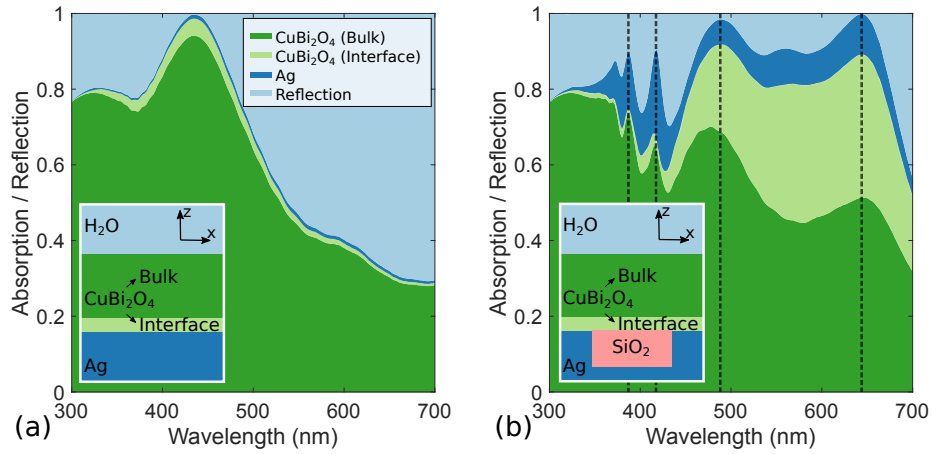 CuBi₂O₄ (Bulk)
CuBi₂O₄ (Interface)
Ag
Reflection
Absorption / Reflection
1
0.8
0.6
0.4
0.2
0
H₂O
z
x
Bulk
CuBi₂O₄
Interface
Ag
300 400 500 600 700
Wavelength (nm)
(a)
Absorption / Reflection
1
0.8
0.6
0.4
0.2
0
H₂O
z
x
Bulk
CuBi₂O₄
Interface
SiO₂
Ag
300 400 500 600 700
Wavelength (nm)
(b)